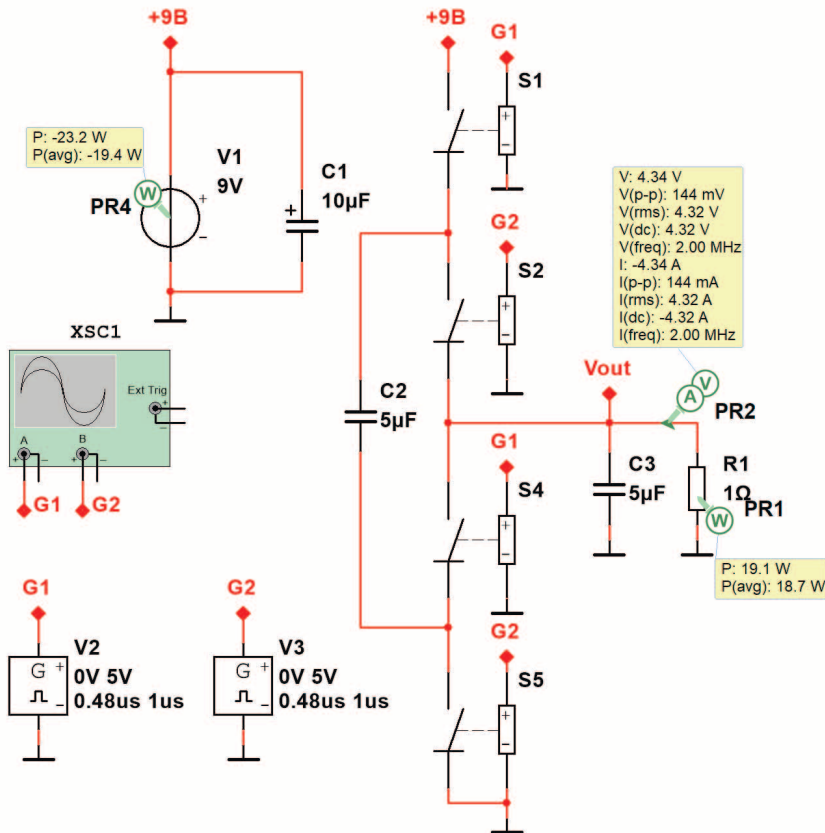 +9B
+9B
G1
S1
P: -23.2 W
P(avg): -19.4 W
V1
9V
W
PR4
+
−
C1
10µF
+
+
−
G2
S2
+
−
XSC1
Ext Trig
+
−
A
B
+
−
+
−
G1
G2
C2
5µF
V: 4.34 V
V(p-p): 144 mV
V(rms): 4.32 V
V(dc): 4.32 V
V(freq): 2.00 MHz
I: -4.34 A
I(p-p): 144 mA
I(rms): 4.32 A
I(dc): -4.32 A
I(freq): 2.00 MHz
Vout
V
A
PR2
G1
S4
+
−
C3
5µF
R1
1Ω
PR1
W
P: 19.1 W
P(avg): 18.7 W
G1
V2
G +
−
0V 5V
0.48us 1us
G2
V3
G +
−
0V 5V
0.48us 1us
G2
S5
+
−